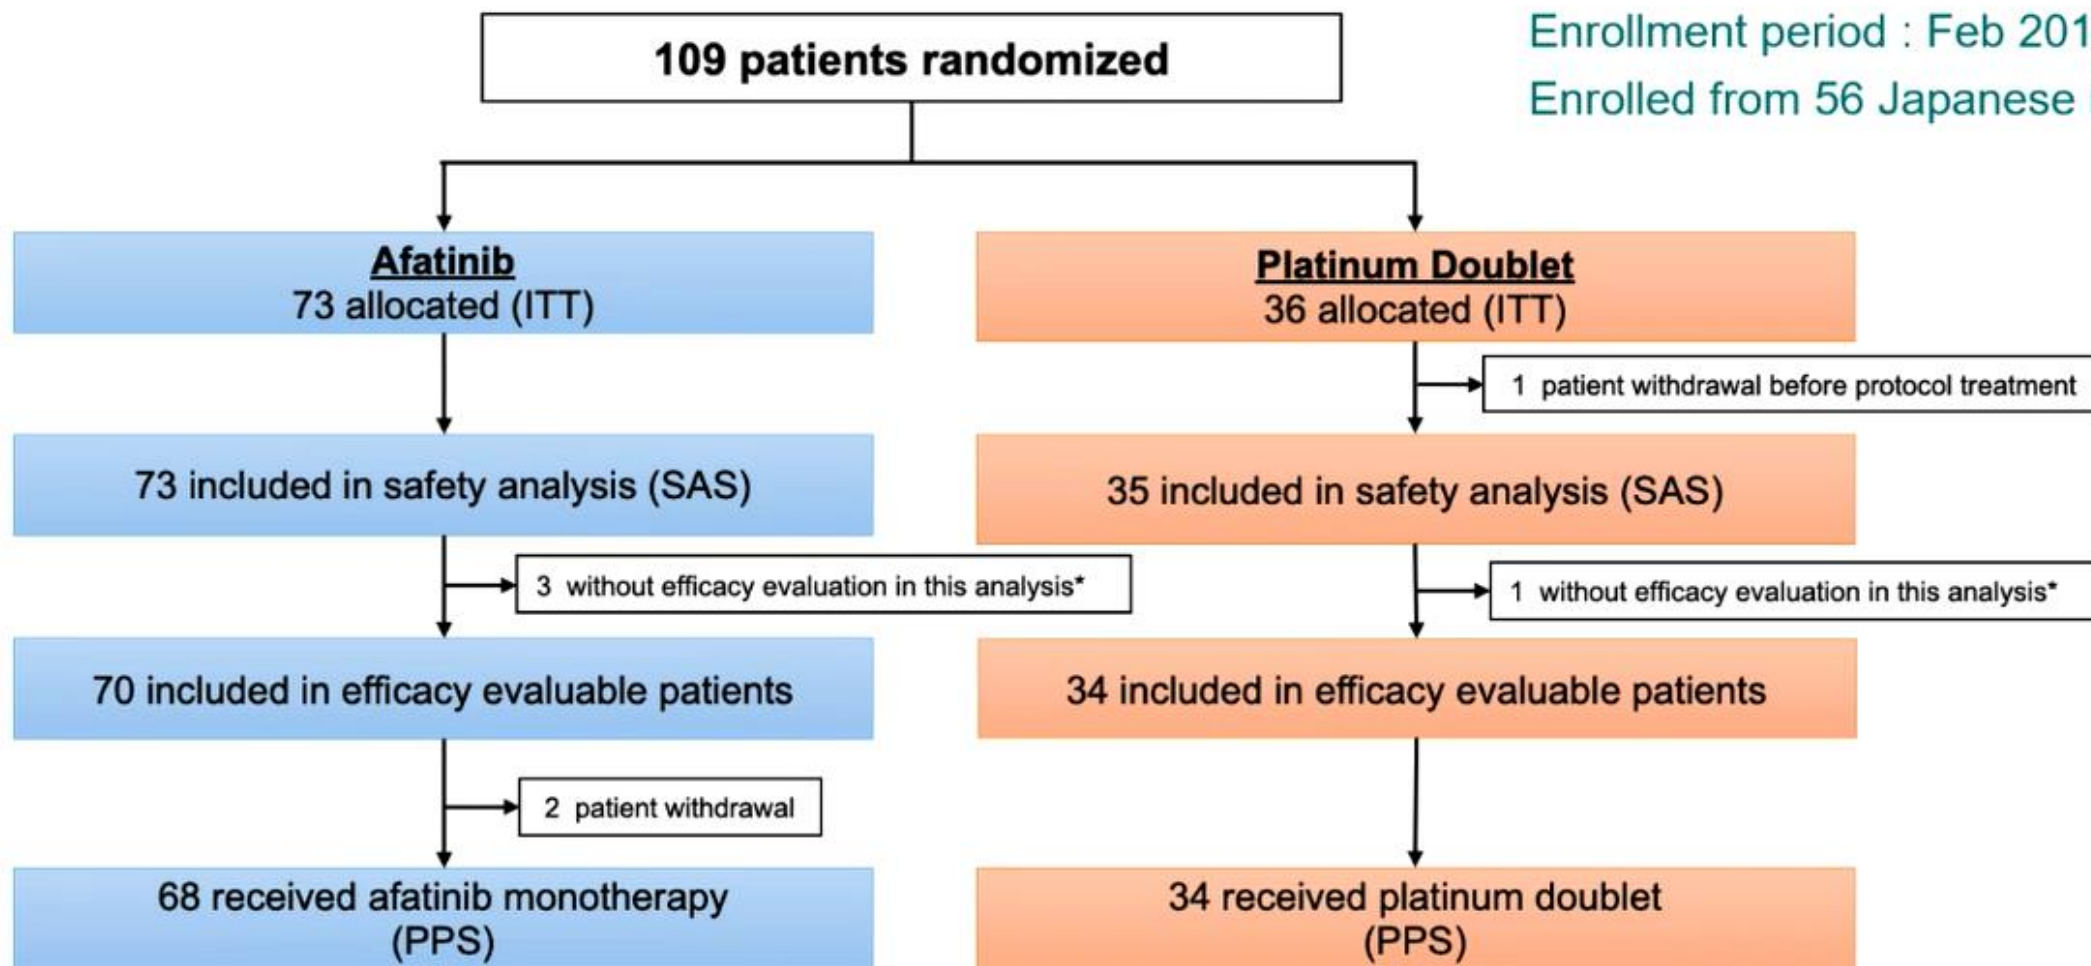 109 patients randomized
Enrollment period : Feb 201
Enrolled from 56 Japanese
Afatinib
73 allocated (ITT)
Platinum Doublet
36 allocated (ITT)
1 patient withdrawal before protocol treatment
73 included in safety analysis (SAS)
35 included in safety analysis (SAS)
3 without efficacy evaluation in this analysis*
1 without efficacy evaluation in this analysis*
70 included in efficacy evaluable patients
34 included in efficacy evaluable patients
2 patient withdrawal
68 received afatinib monotherapy
(PPS)
34 received platinum doublet
(PPS)